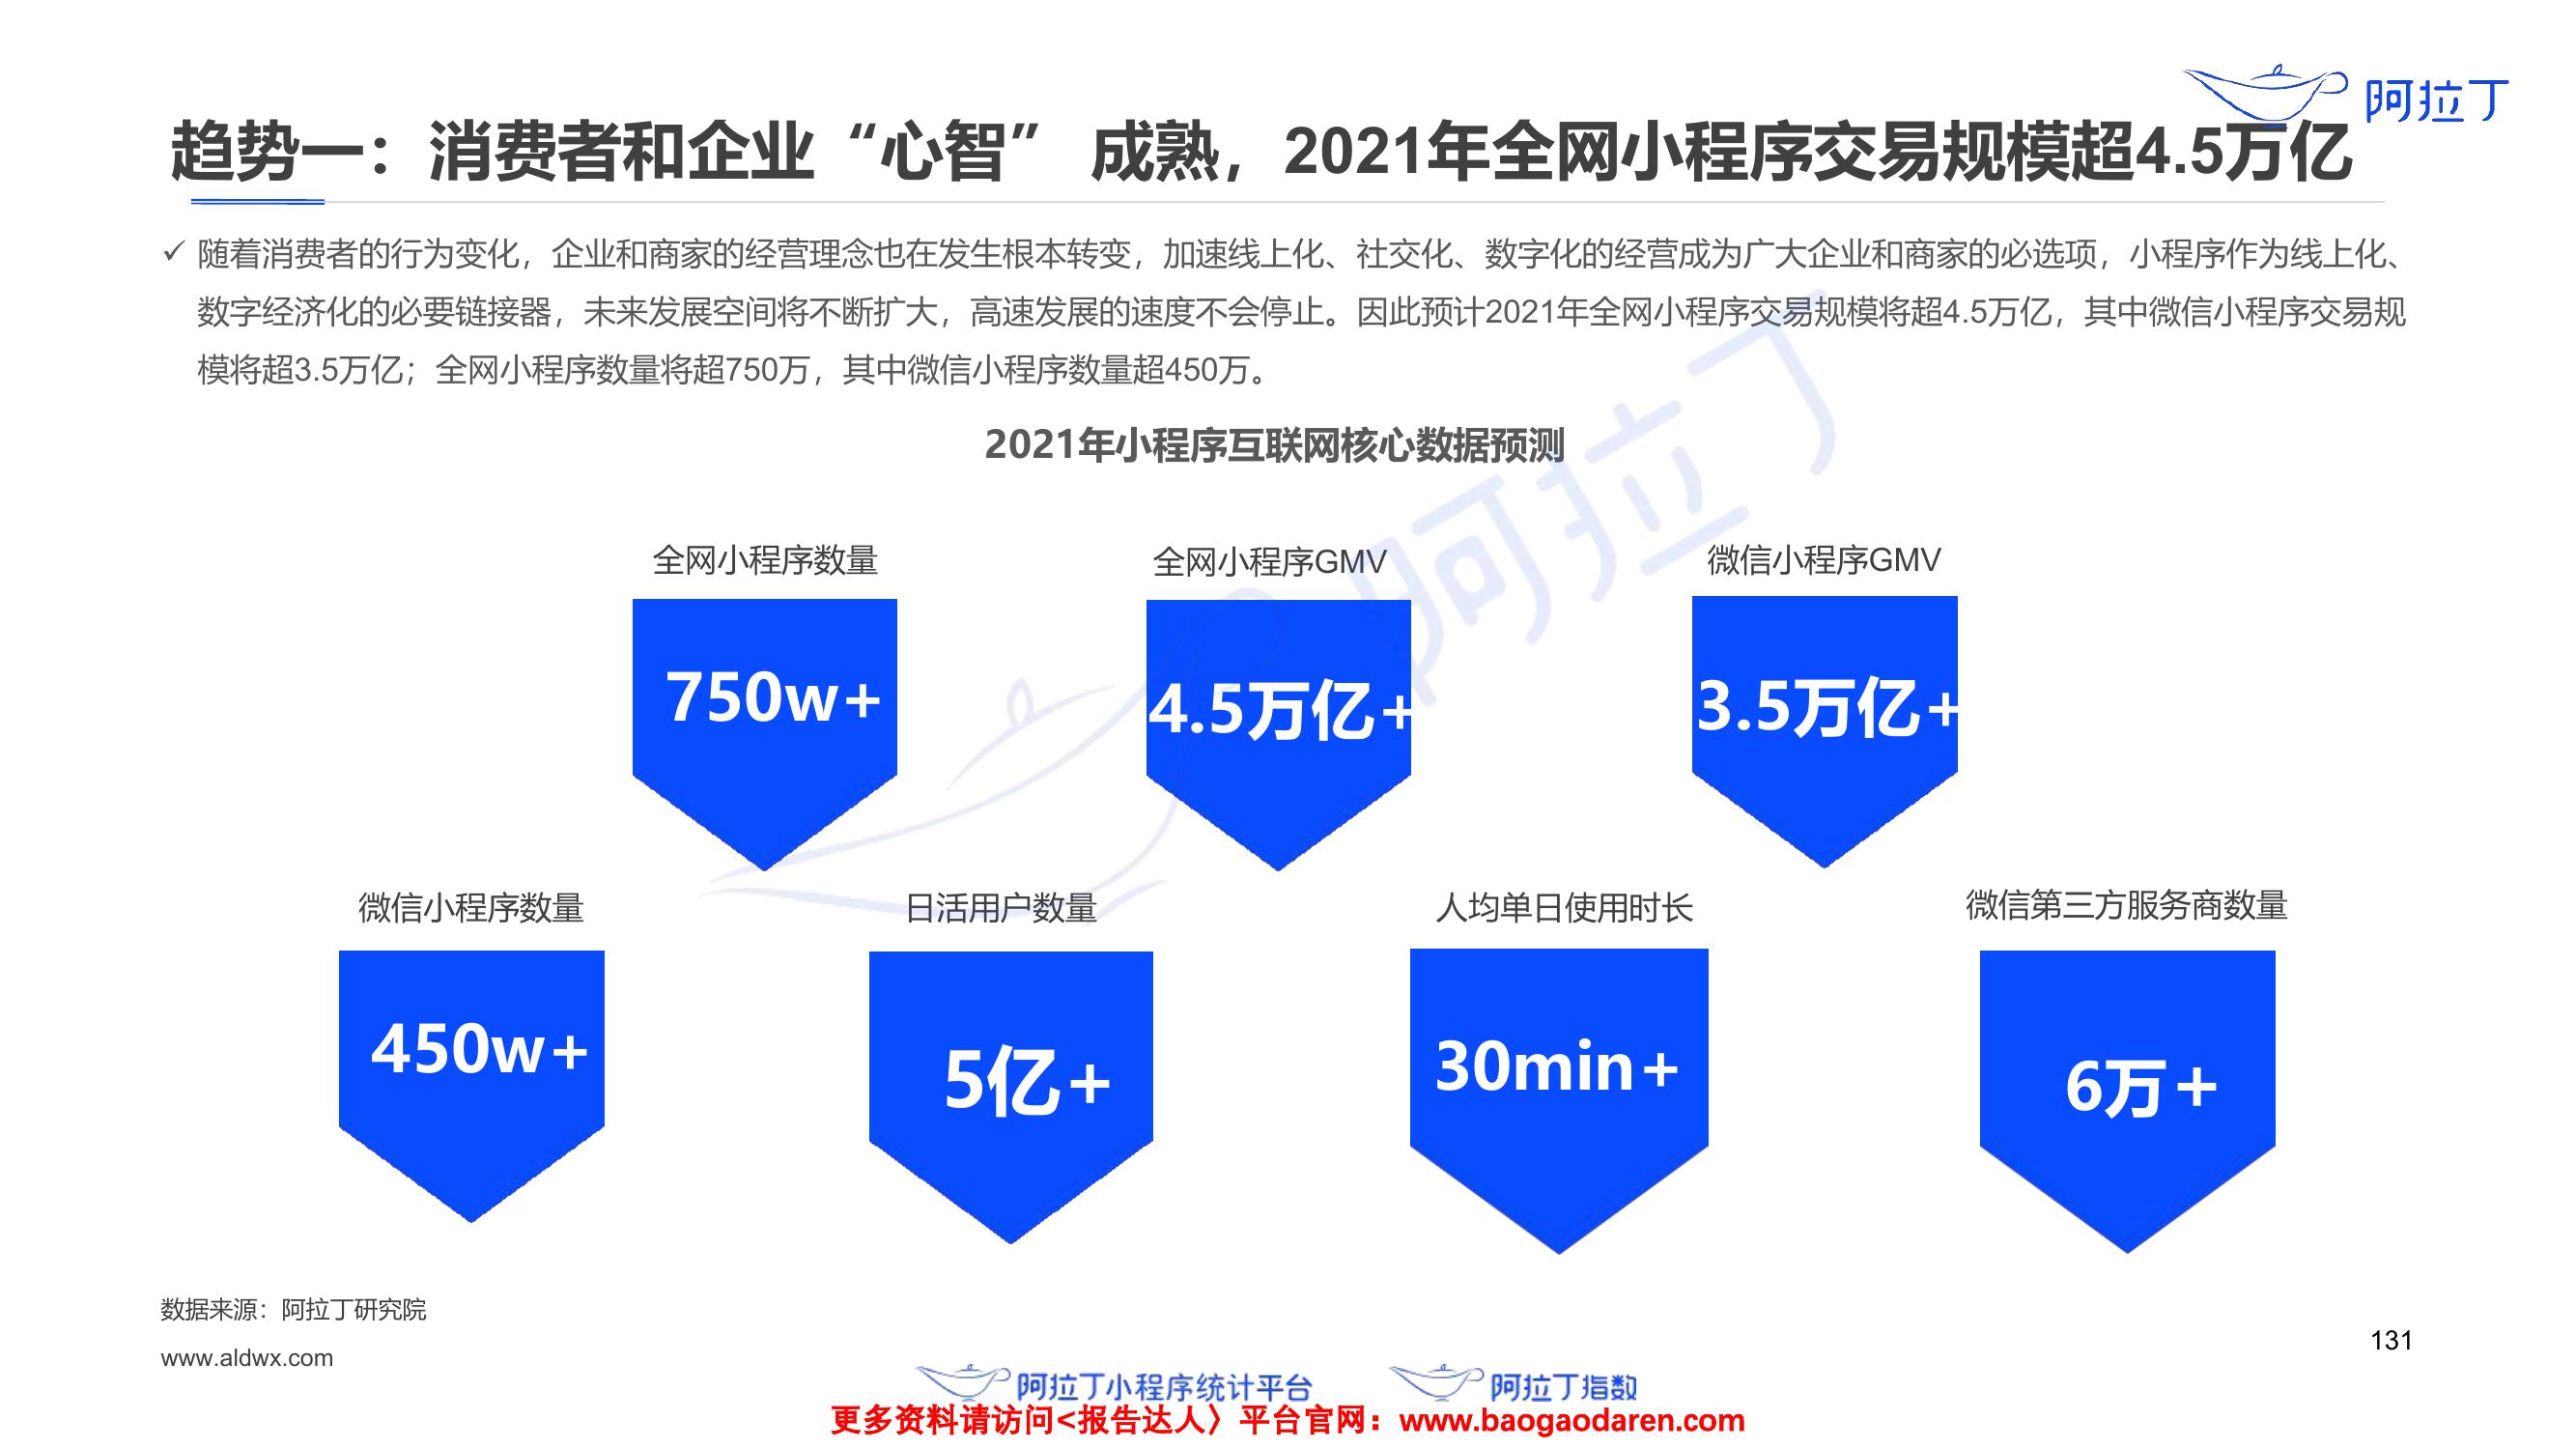 阿拉丁
趋势一：消费者和企业“心智” 成熟，2021年全网小程序交易规模超4.5万亿
✓ 随着消费者的行为变化，企业和商家的经营理念也在发生根本转变，加速线上化、社交化、数字化的经营成为广大企业和商家的必选项，小程序作为线上化、
数字经济化的必要链接器，未来发展空间将不断扩大，高速发展的速度不会停止。因此预计2021年全网小程序交易规模将超4.5万亿，其中微信小程序交易规
模将超3.5万亿；全网小程序数量将超750万，其中微信小程序数量超450万。
2021年小程序互联网核心数据预测
阿拉丁
全网小程序数量
750w+
全网小程序GMV
4.5万亿+
微信小程序GMV
3.5万亿+
微信小程序数量
450w+
日活用户数量
5亿+
人均单日使用时长
30min+
微信第三方服务商数量
6万+
数据来源：阿拉丁研究院
www.aldwx.com
131
阿拉丁小程序统计平台
阿拉丁指数
更多资料请访问<报告达人〉平台官网：www.baogaodaren.com